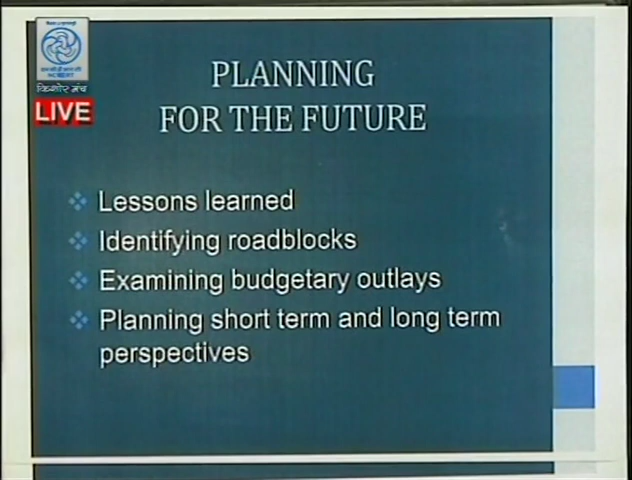 NCERT
किशोर मंच
LIVE
PLANNING
FOR THE FUTURE
Lessons learned
Identifying roadblocks
Examining budgetary outlays
Planning short term and long term
perspectives